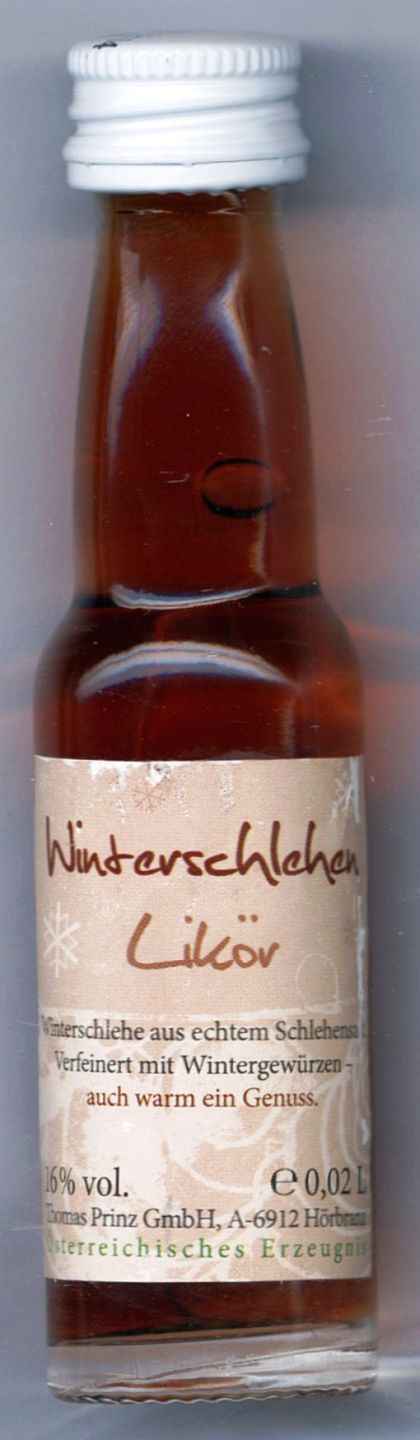 Winterschlehen
Likör
Winterschlehe aus echtem
Verfeinert mit Wintergewürzen -
auch warm ein Genuss.
16% vol. ℮ 0,02 L
Thomas Prinz GmbH, A-6912 Hörbranz
Österreichisches Erzeugnis